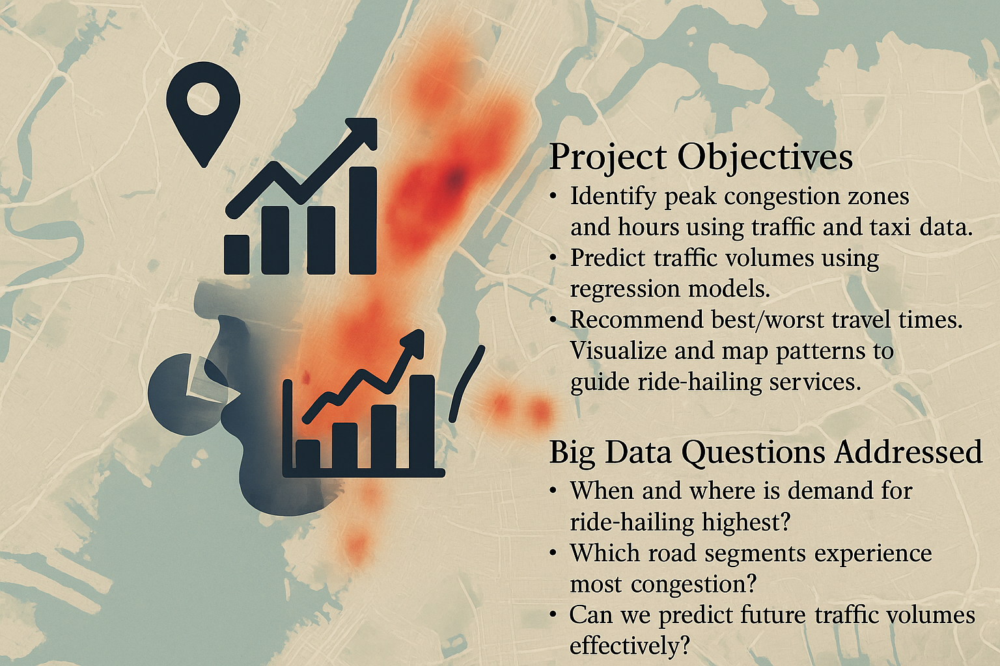 Project Objectives
• Identify peak congestion zones
and hours using traffic and taxi data.
• Predict traffic volumes using
regression models.
• Recommend best/worst travel times.
Visualize and map patterns to
guide ride-hailing services.
Big Data Questions Addressed
• When and where is demand for
ride-hailing highest?
• Which road segments experience
most congestion?
• Can we predict future traffic volumes
effectively?